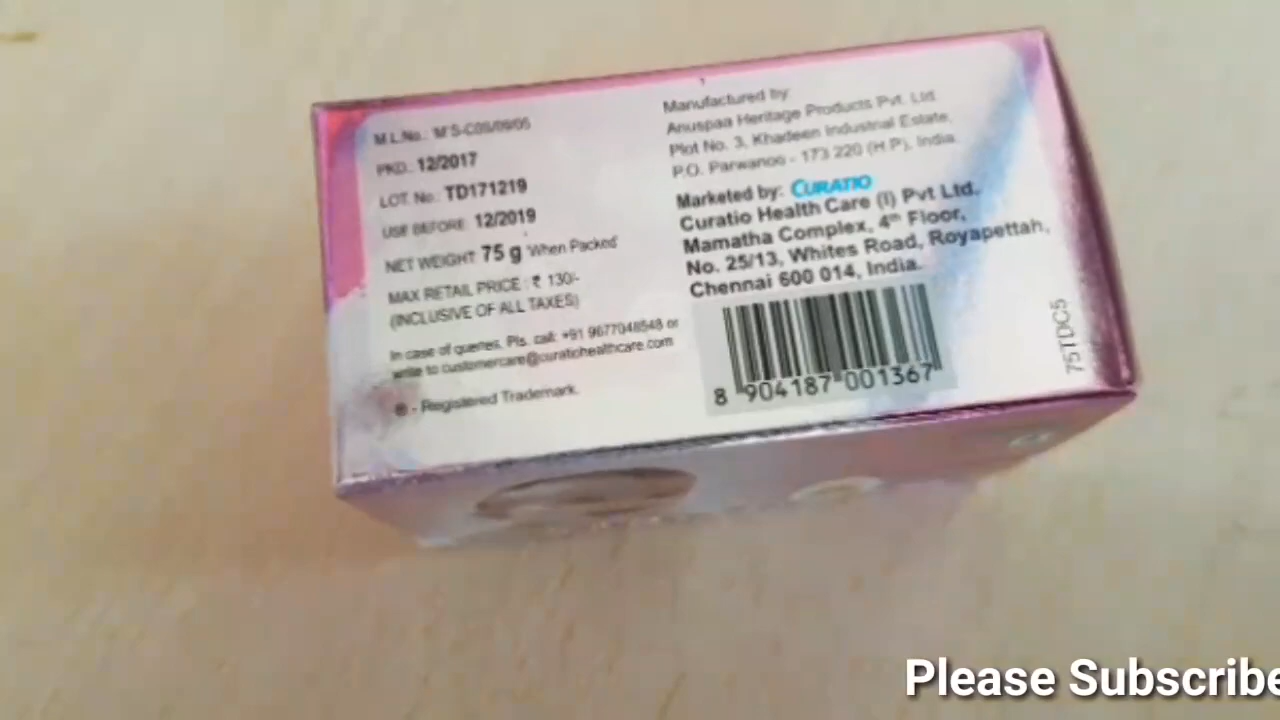 M.L.No.: M'S-C08/09/05
PKD.: 12/2017
LOT. No.: TD171219
USE BEFORE: 12/2019
NET WEIGHT: 75 g When Packed
MAX RETAIL PRICE : ₹ 130/-
(INCLUSIVE OF ALL TAXES)
In case of queries. Pls. call: +91 9677048548 or
write to customercare@curatiohealthcare.com
® - Registered Trademark.
Manufactured by:
Anuspaa Heritage Products Pvt. Ltd.
Plot No. 3, Khadeen Industrial Estate,
P.O. Parwanoo - 173 220 (H.P), India.
Marketed by: CURATIO
Curatio Health Care (I) Pvt Ltd.
Mamatha Complex, 4th Floor,
No. 25/13, Whites Road, Royapettah,
Chennai 600 014, India.
8 904187 001367
75TDC5
Please Subscribe